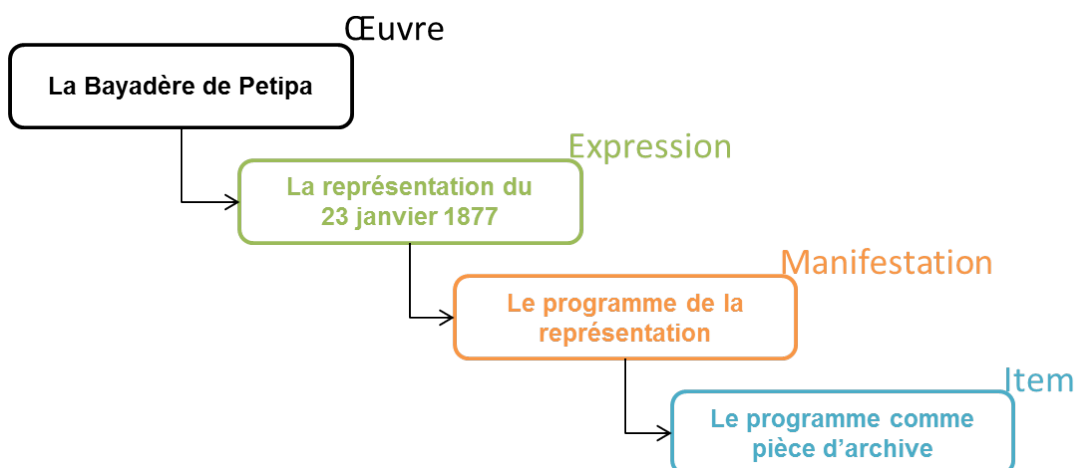 Œuvre
La Bayadère de Petipa
Expression
La représentation du
23 janvier 1877
Manifestation
Le programme de la
représentation
Item
Le programme comme
pièce d’archive